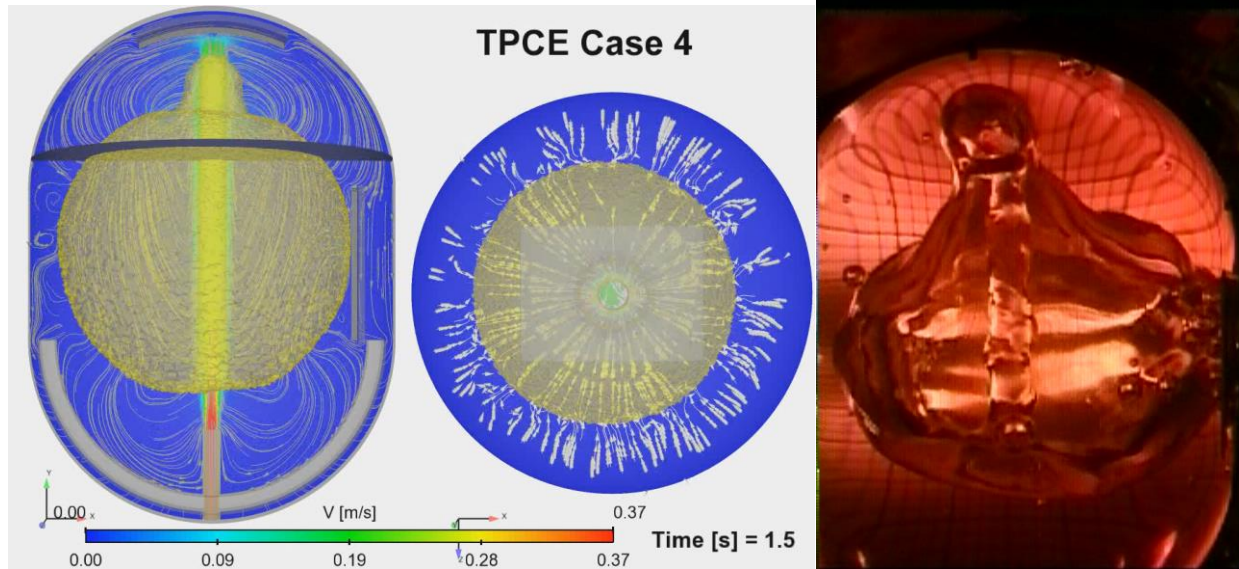 TPCE Case 4
Y
X
0.00
V [m/s]
X
Z
0.37
0.00
0.09
0.19
0.28
0.37
Time [s] = 1.5